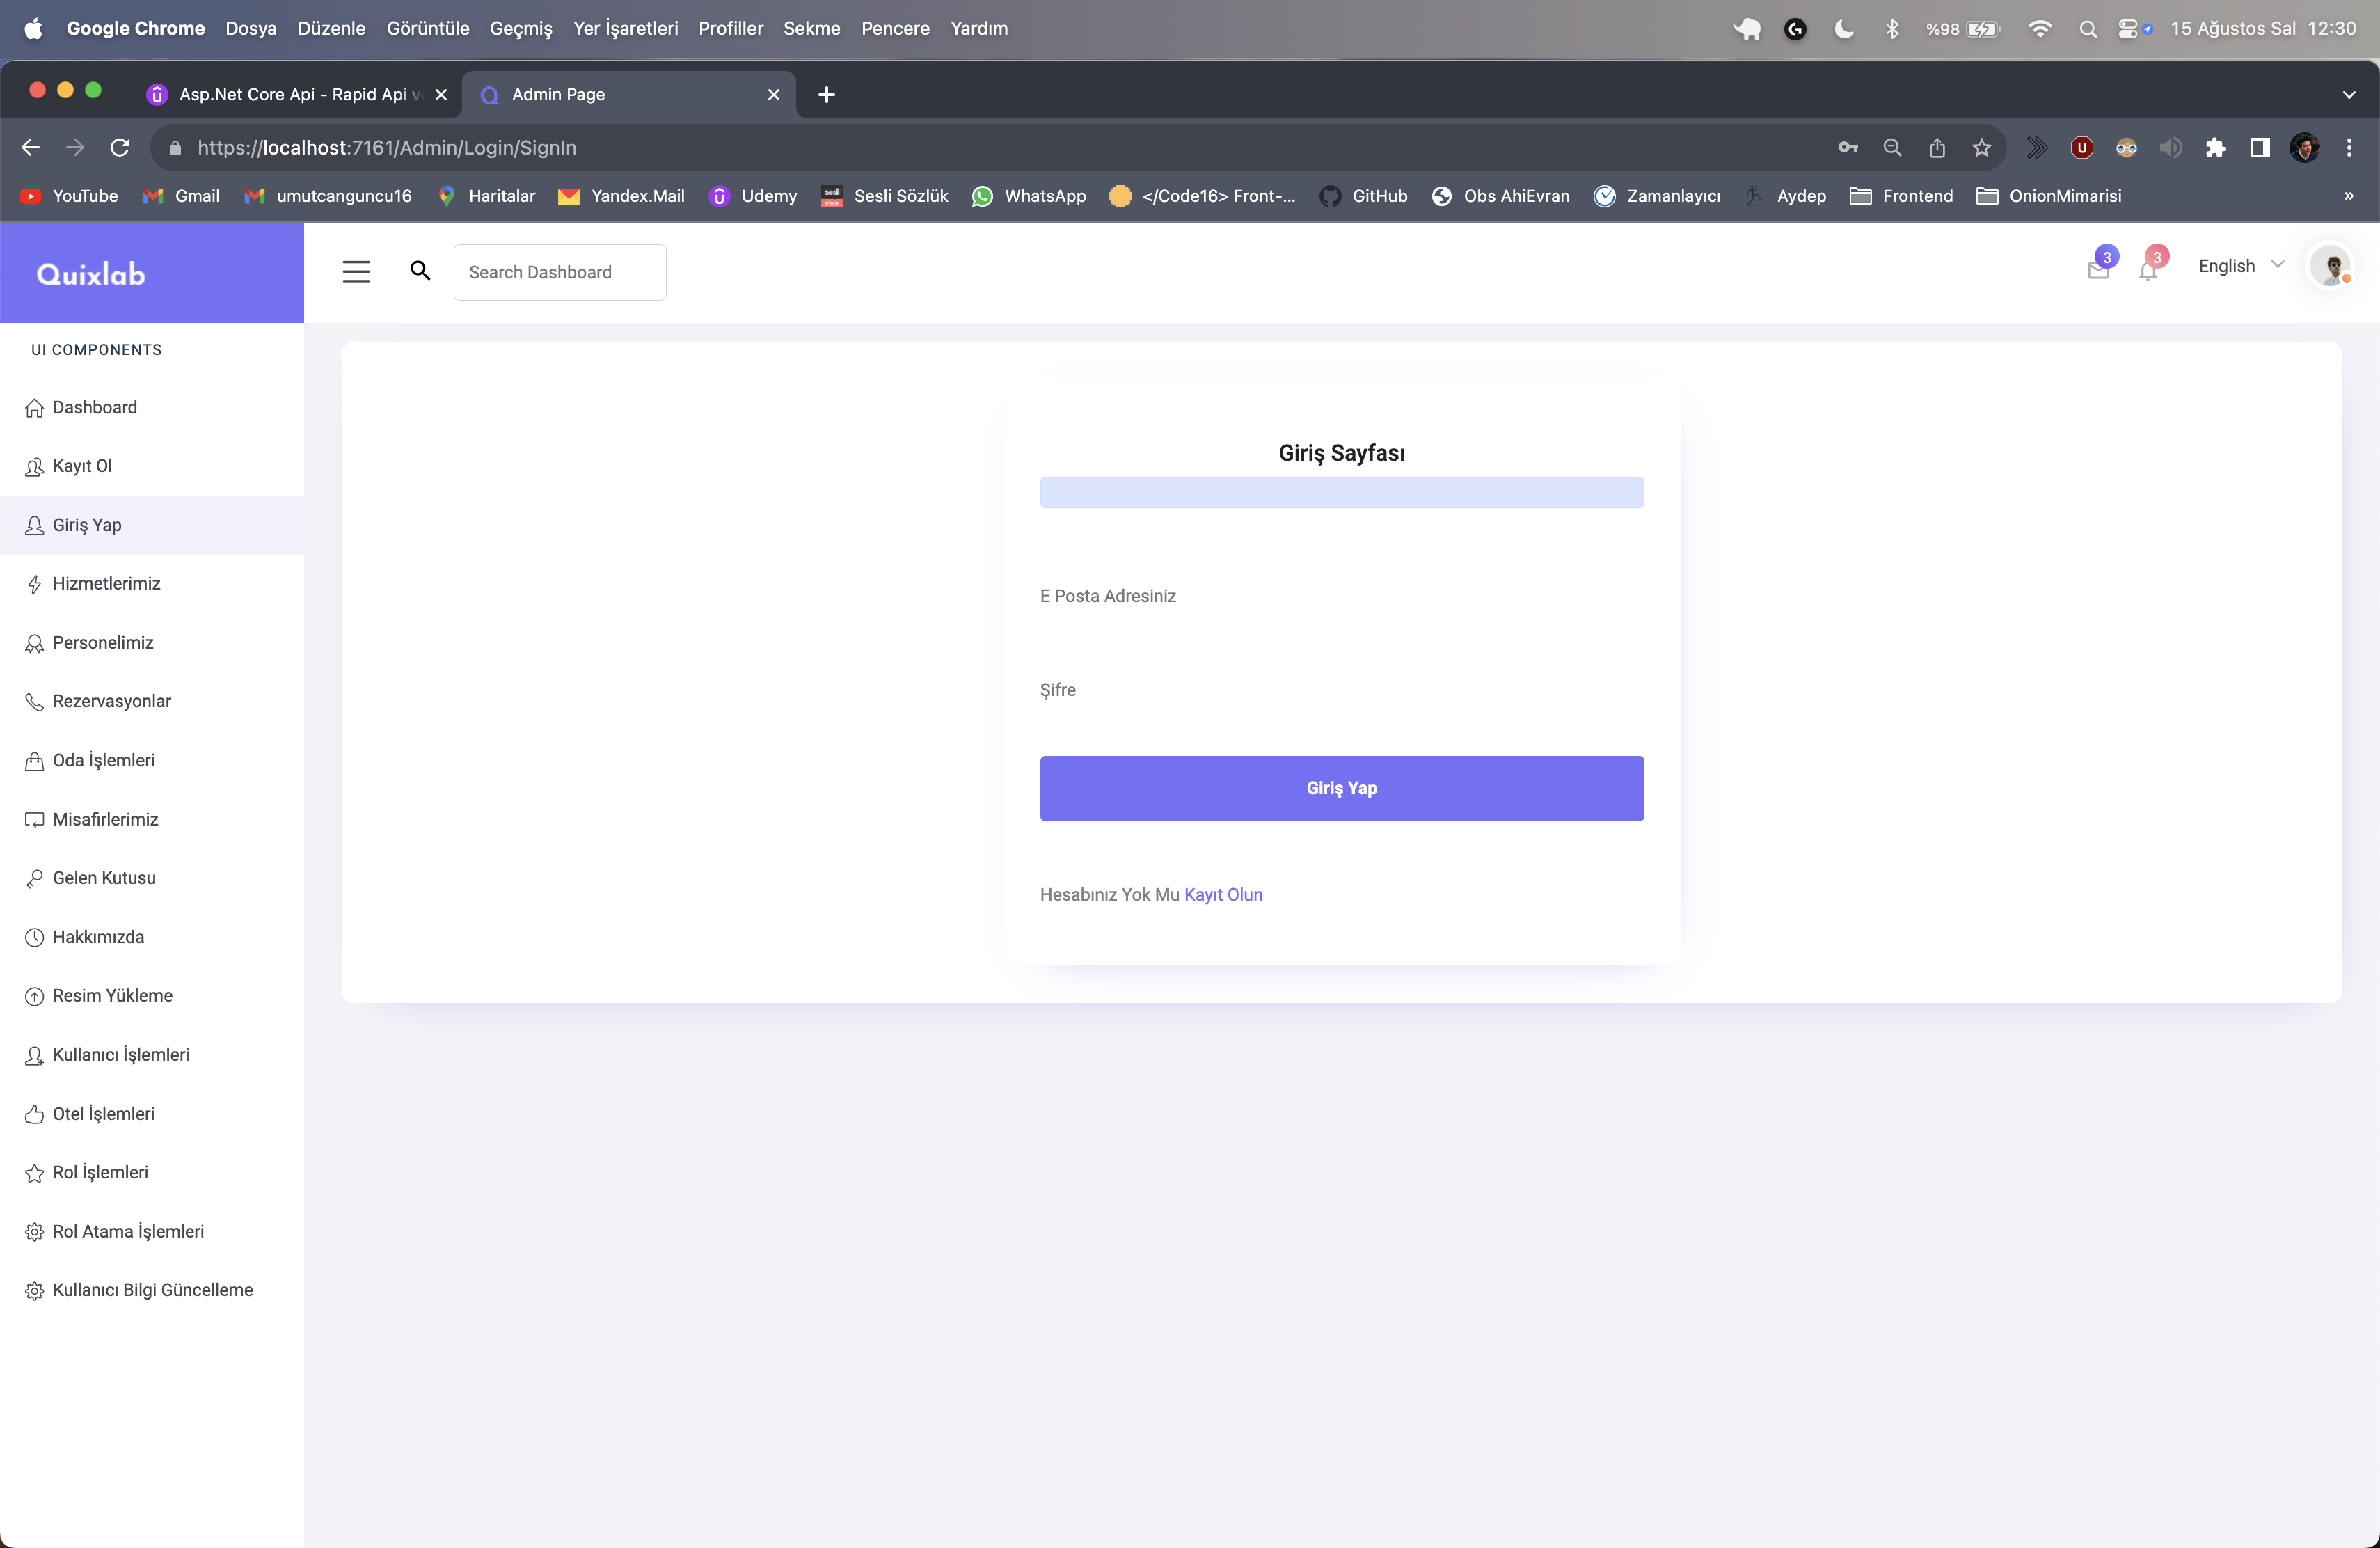 Google Chrome Dosya Düzenle Görüntüle Geçmiş Yer İşaretleri Profiller Sekme Pencere Yardım %98 15 Ağustos Sal 12:30
Asp.Net Core Api - Rapid Api v Admin Page
https://localhost:7161/Admin/Login/SignIn
YouTube Gmail umutcanguncu16 Haritalar Yandex.Mail Udemy Sesli Sözlük WhatsApp </Code16> Front-... GitHub Obs AhiEvran Zamanlayıcı Aydep Frontend OnionMimarisi »
Quixlab
Search Dashboard
3 3 English
UI COMPONENTS
Dashboard
Kayıt Ol
Giriş Yap
Hizmetlerimiz
Personelimiz
Rezervasyonlar
Oda İşlemleri
Misafirlerimiz
Gelen Kutusu
Hakkımızda
Resim Yükleme
Kullanıcı İşlemleri
Otel İşlemleri
Rol İşlemleri
Rol Atama İşlemleri
Kullanıcı Bilgi Güncelleme
Giriş Sayfası
E Posta Adresiniz
Şifre
Giriş Yap
Hesabınız Yok Mu Kayıt Olun